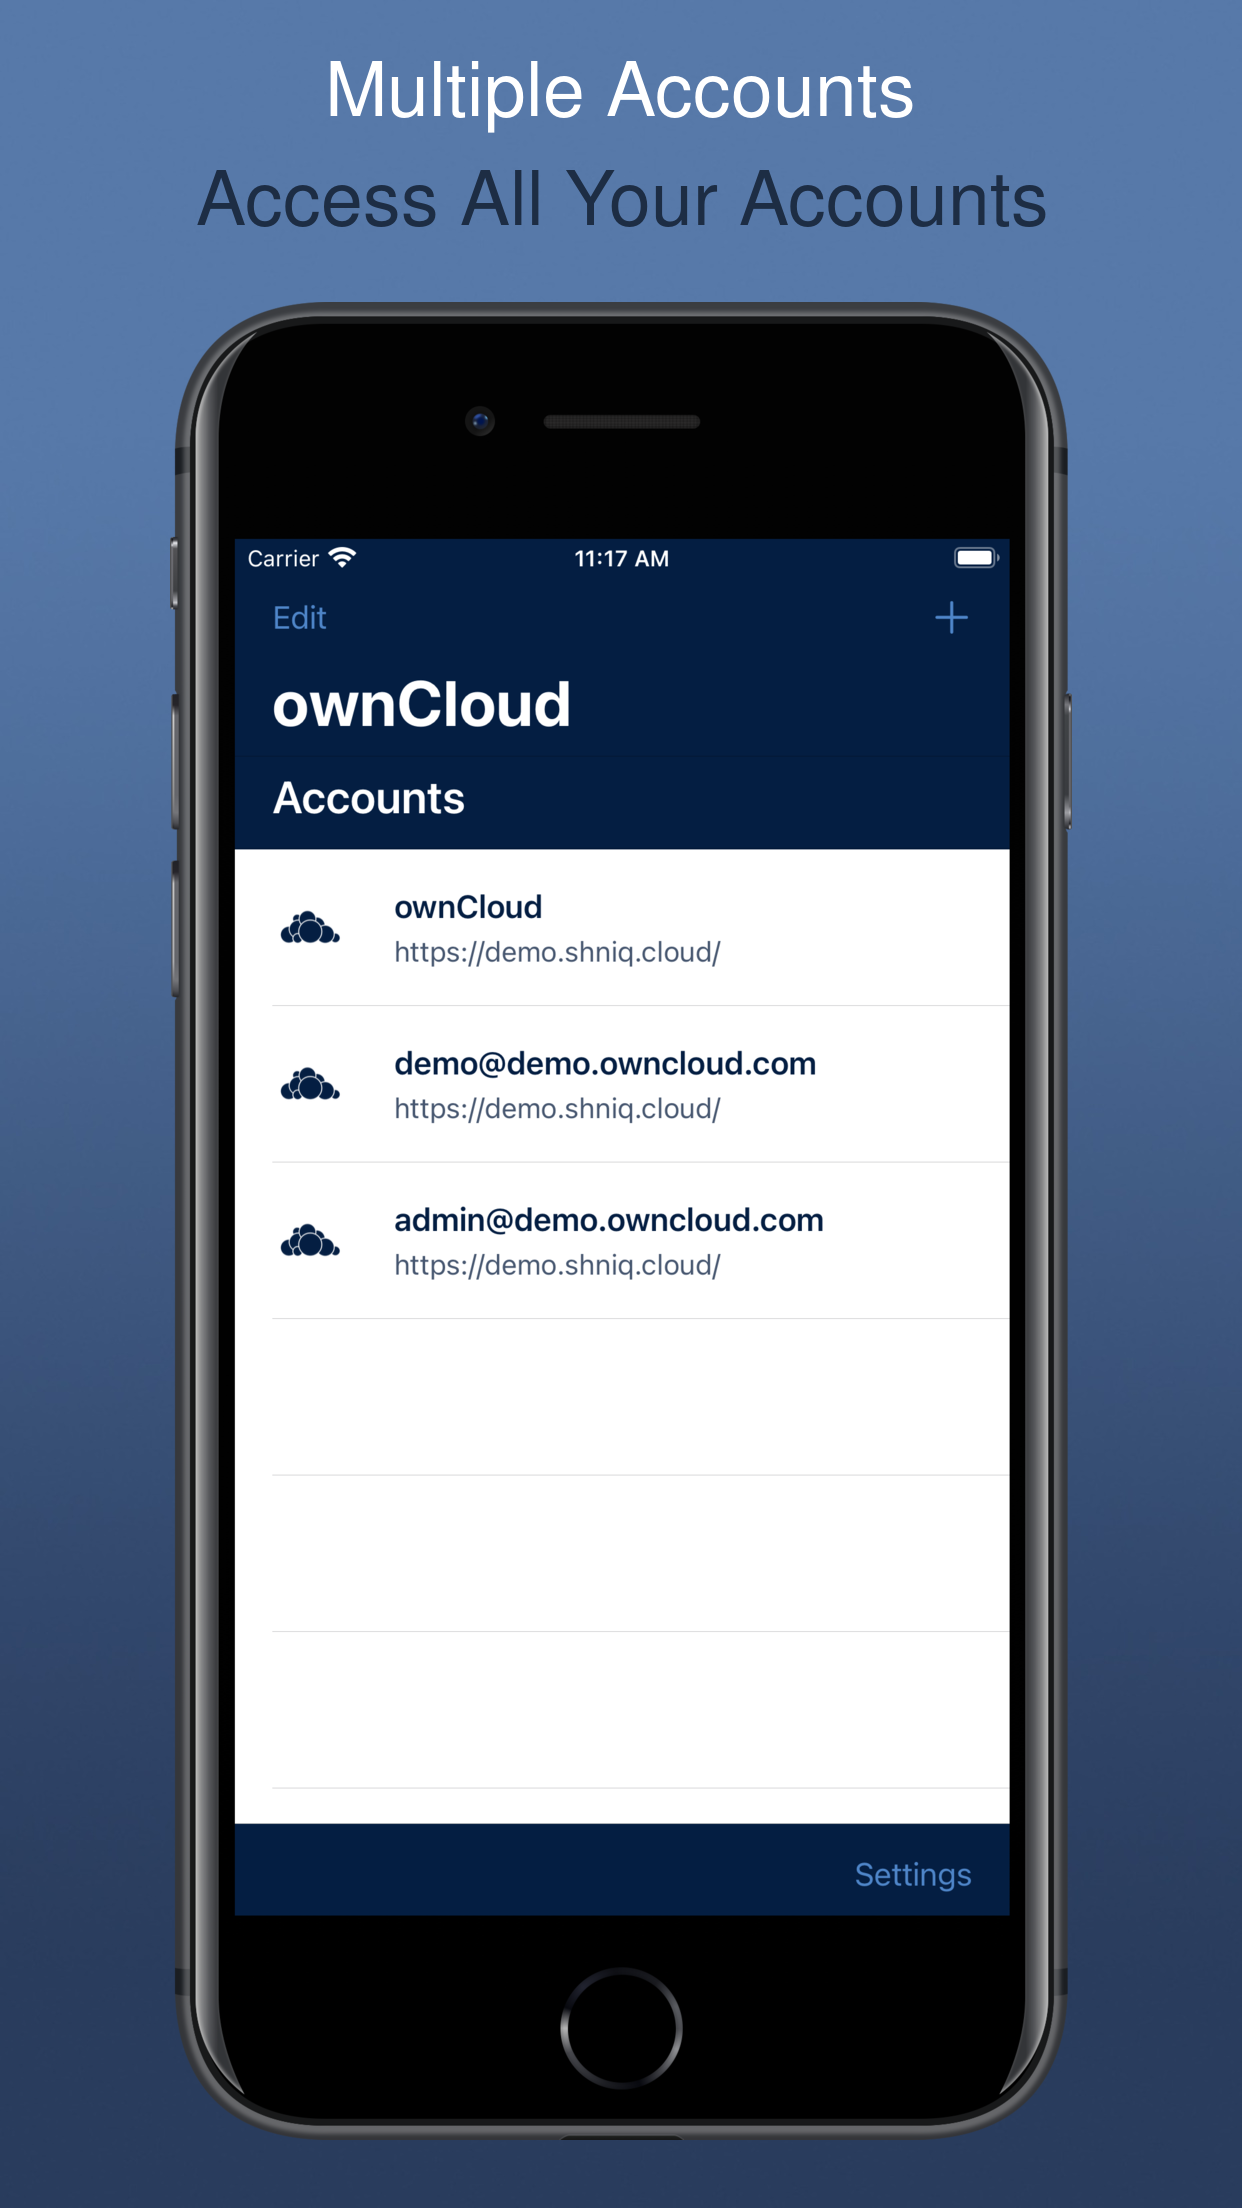 Multiple Accounts
Access All Your Accounts
Carrier 11:17 AM
Edit
ownCloud
Accounts
ownCloud
https://demo.shniq.cloud/
demo@demo.owncloud.com
https://demo.shniq.cloud/
admin@demo.owncloud.com
https://demo.shniq.cloud/
Settings